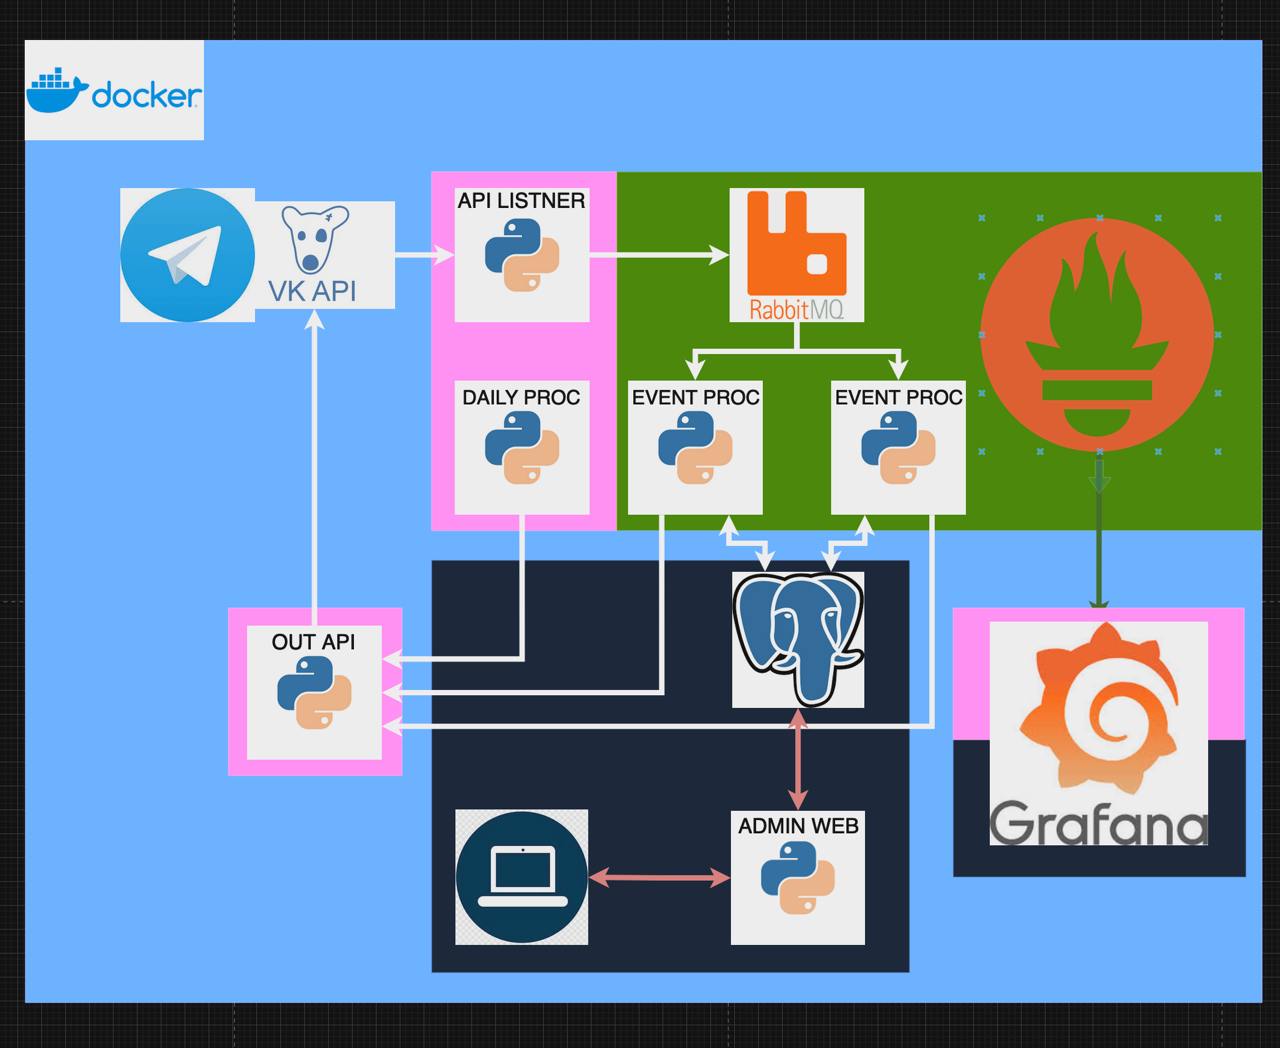 docker
API LISTNER
VK API
RabbitMQ
DAILY PROC
EVENT PROC
EVENT PROC
OUT API
Grafana
ADMIN WEB